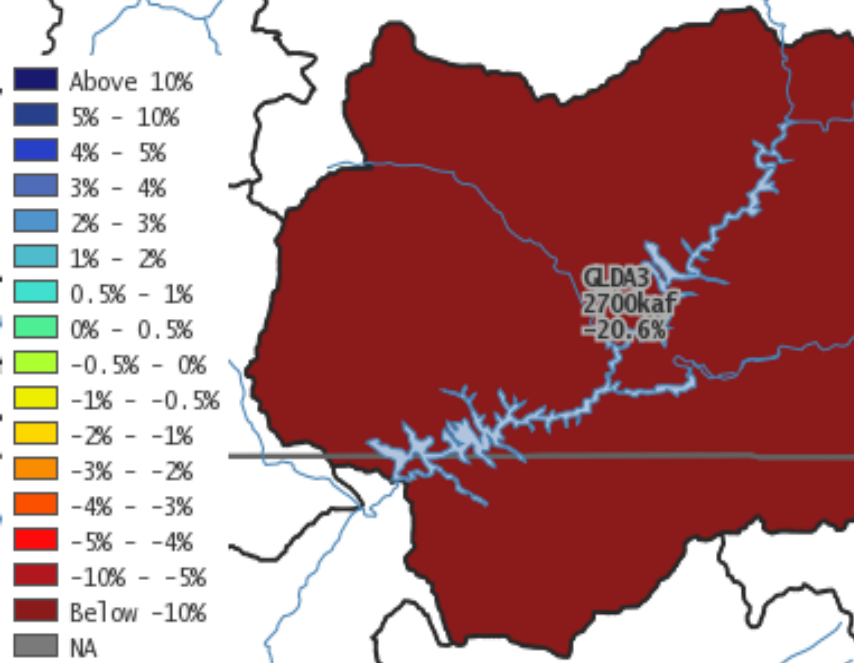 Above 10%
5% - 10%
4% - 5%
3% - 4%
2% - 3%
1% - 2%
0.5% - 1%
0% - 0.5%
-0.5% - 0%
-1% - -0.5%
-2% - -1%
-3% - -2%
-4% - -3%
-5% - -4%
-10% - -5%
Below -10%
NA
GLDA3
2700kaf
-20.6%